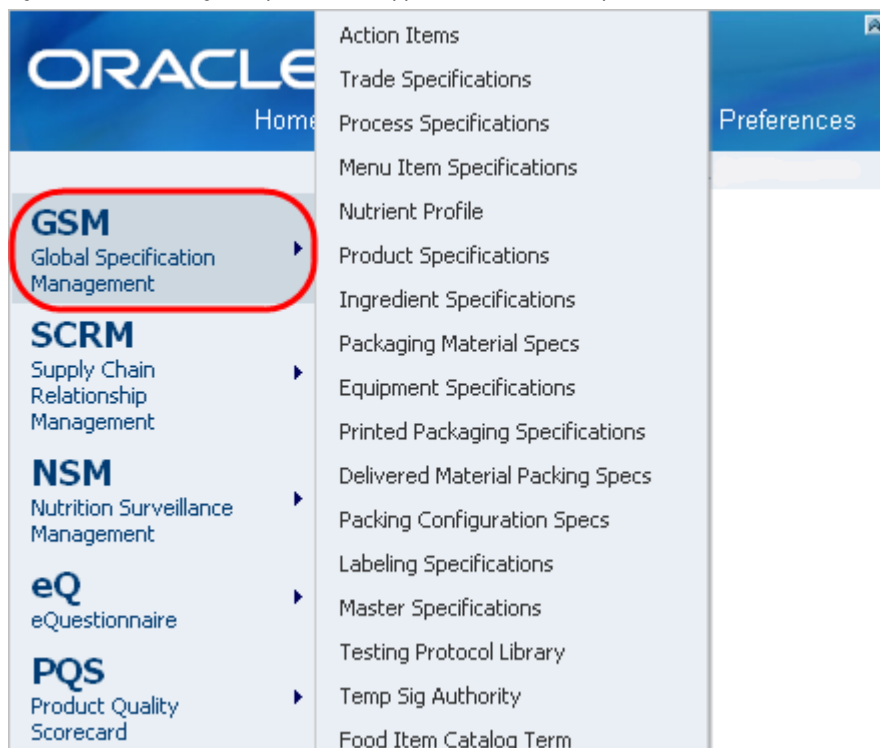 ORACLE
Home
Preferences
GSM
Global Specification
Management
SCRM
Supply Chain
Relationship
Management
NSM
Nutrition Surveillance
Management
eQ
eQuestionnaire
PQS
Product Quality
Scorecard
Action Items
Trade Specifications
Process Specifications
Menu Item Specifications
Nutrient Profile
Product Specifications
Ingredient Specifications
Packaging Material Specs
Equipment Specifications
Printed Packaging Specifications
Delivered Material Packing Specs
Packing Configuration Specs
Labeling Specifications
Master Specifications
Testing Protocol Library
Temp Sig Authority
Food Item Catalog Term